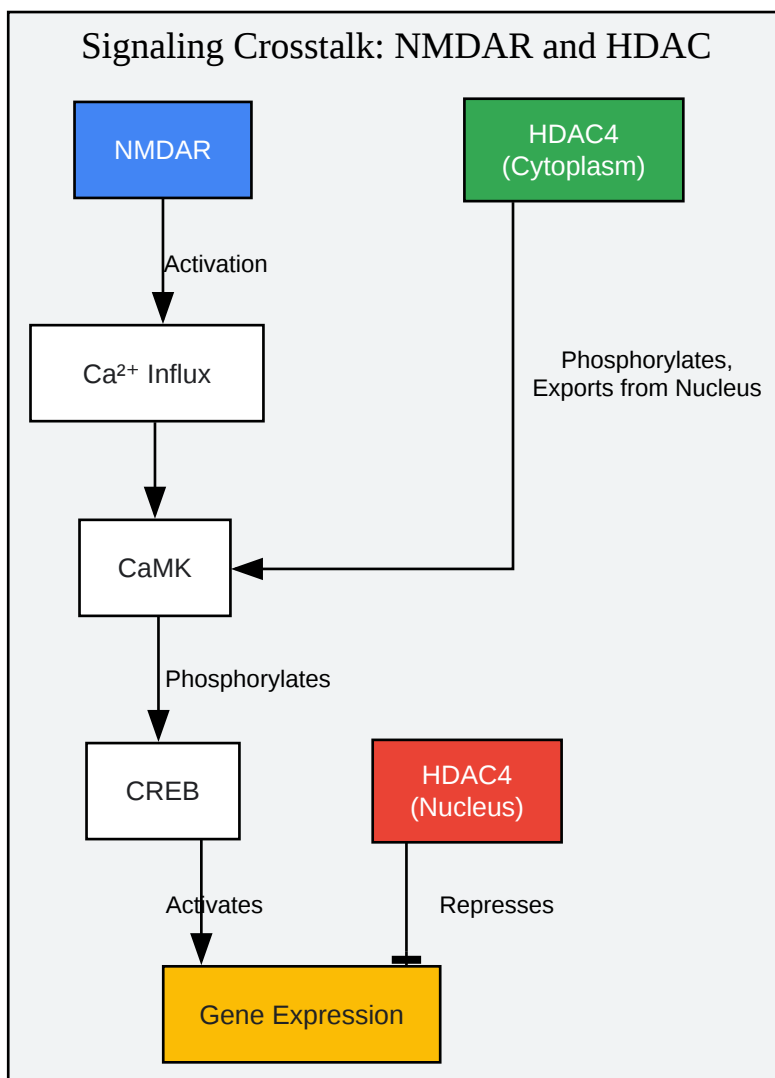 Signaling Crosstalk: NMDAR and HDAC
NMDAR
HDAC4
(Cytoplasm)
Activation
Ca²⁺ Influx
Phosphorylates,
Exports from Nucleus
CaMK
Phosphorylates
CREB
HDAC4
(Nucleus)
Activates
Represses
Gene Expression